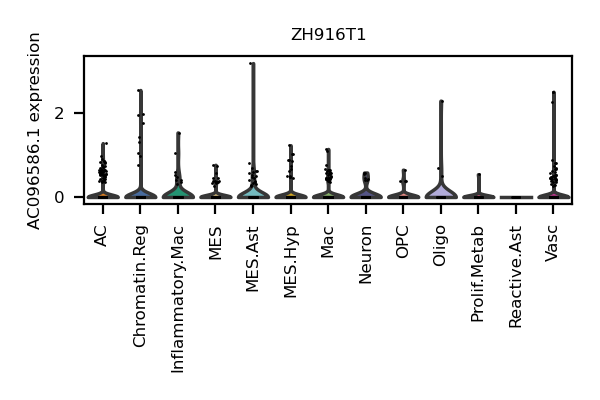 ZH916T1
AC096586.1 expression
2
0
AC
Chromatin.Reg
Inflammatory.Mac
MES
MES.Ast
MES.Hyp
Mac
Neuron
OPC
Oligo
Prolif.Metab
Reactive.Ast
Vasc